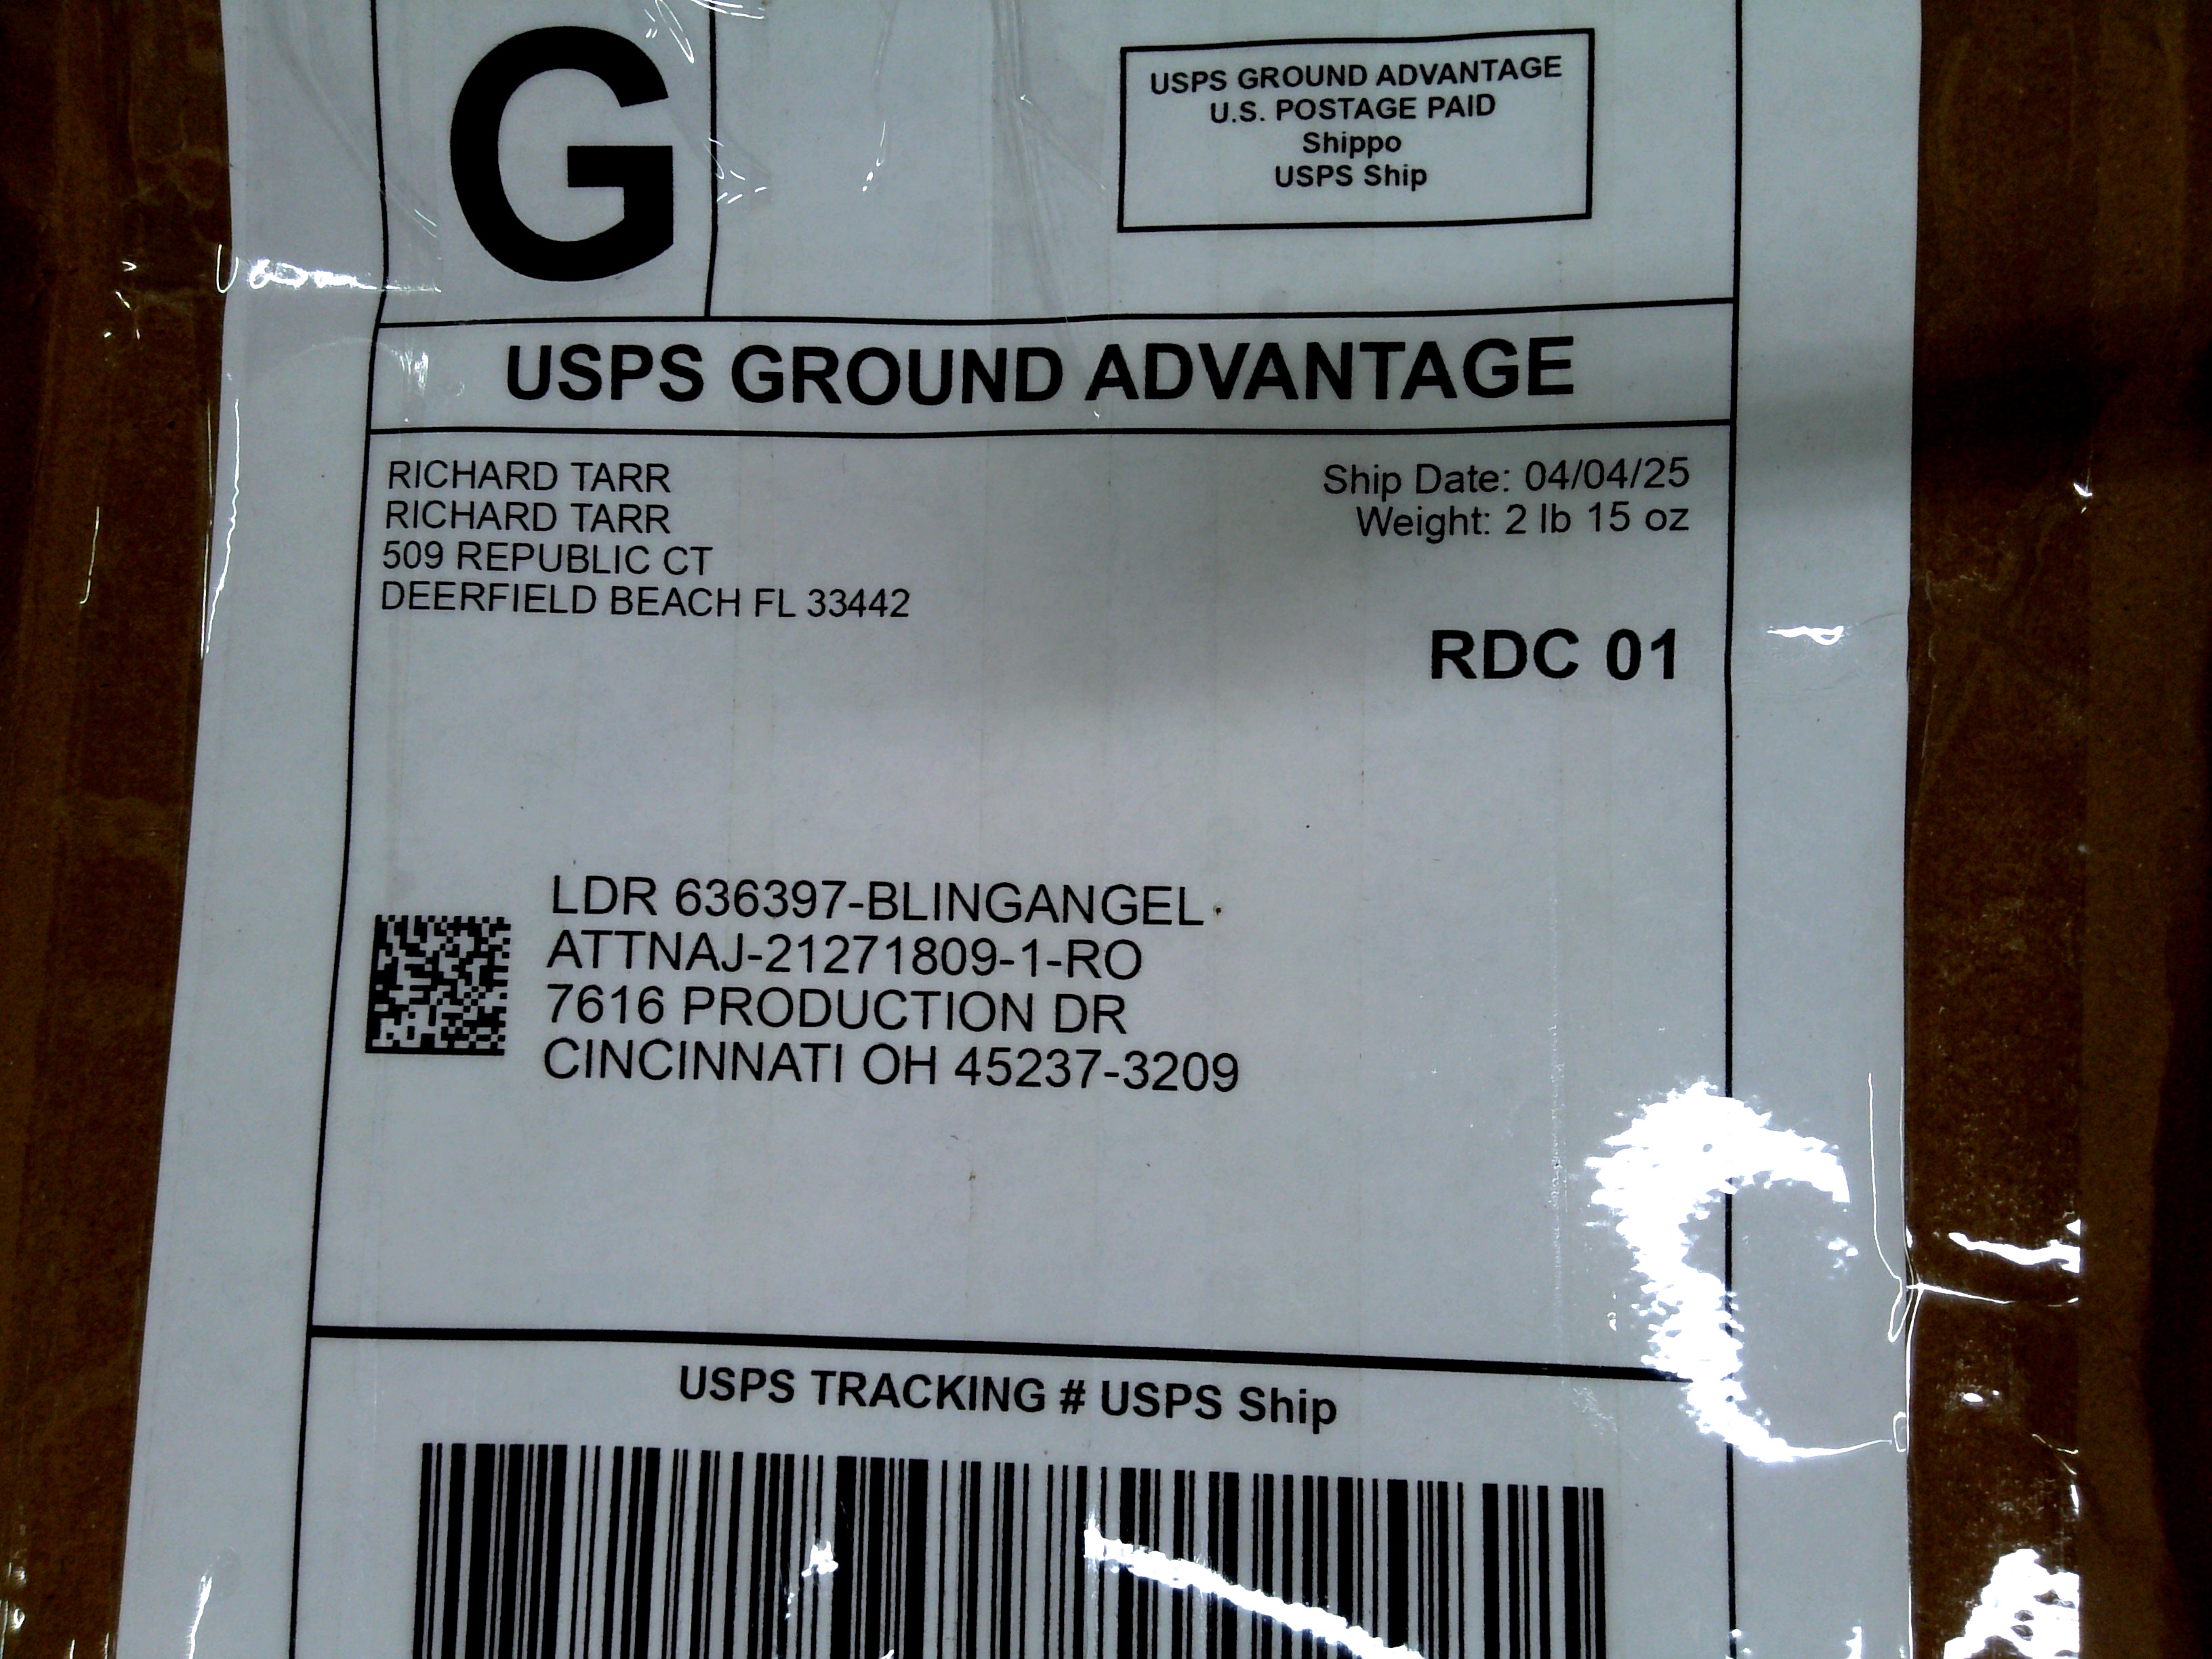 G
USPS GROUND ADVANTAGE
U.S. POSTAGE PAID
Shippo
USPS Ship
USPS GROUND ADVANTAGE
RICHARD TARR
RICHARD TARR
509 REPUBLIC CT
DEERFIELD BEACH FL 33442
Ship Date: 04/04/25
Weight: 2 lb 15 oz
RDC 01
LDR 636397-BLINGANGEL
ATTNAJ-21271809-1-RO
7616 PRODUCTION DR
CINCINNATI OH 45237-3209
USPS TRACKING # USPS Ship